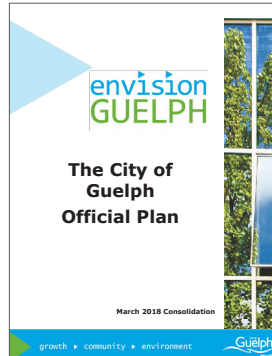 envision
GUELPH
The City of
Guelph
Official Plan
March 2018 Consolidation
growth ▸ community ▸ environment
Guelph